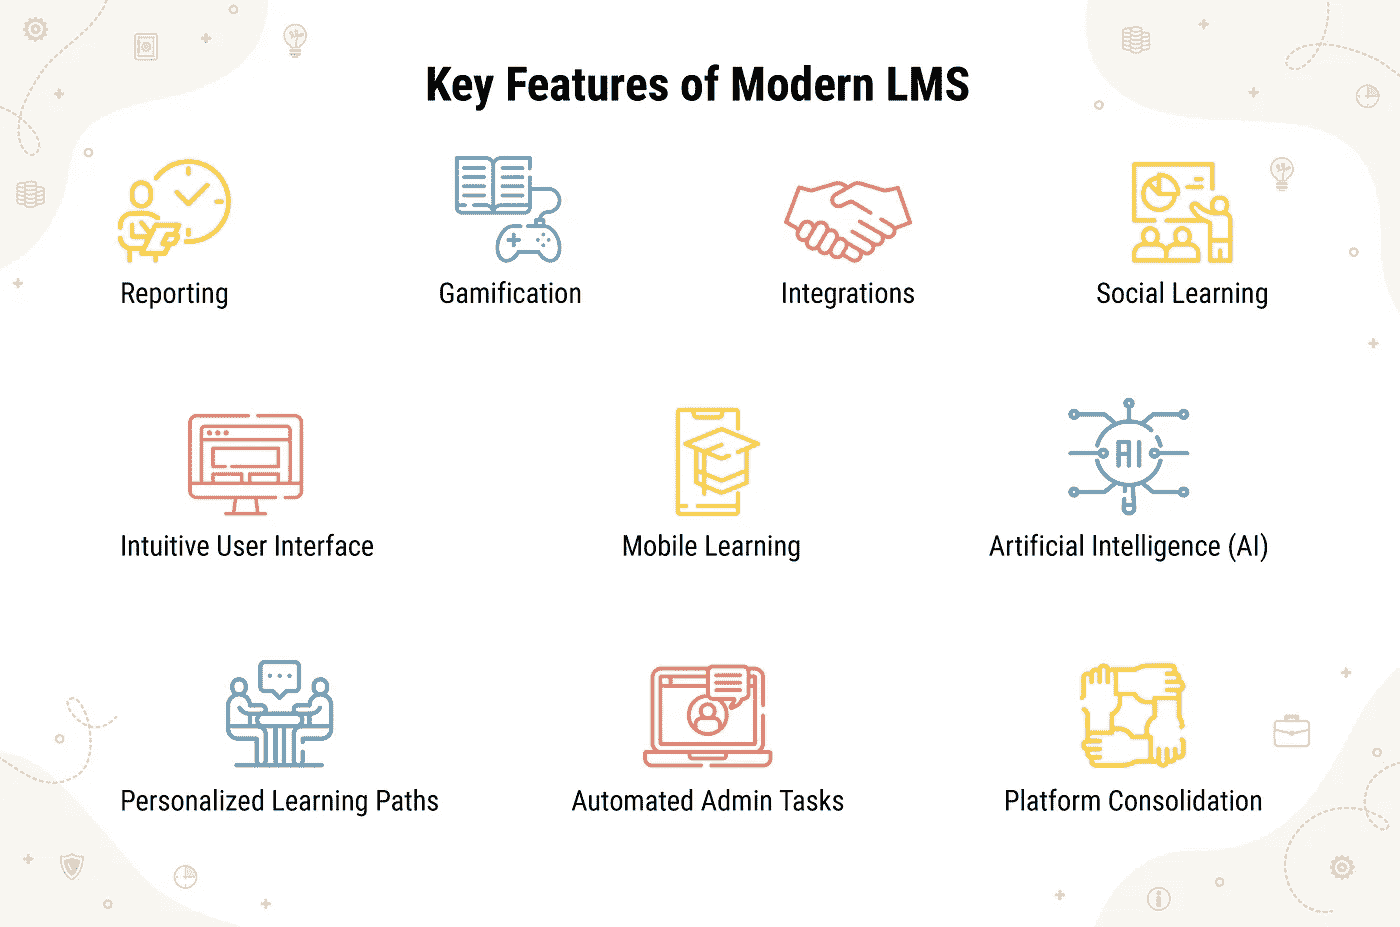 Key Features of Modern LMS
Reporting
Gamification
Integrations
Social Learning
Intuitive User Interface
Mobile Learning
AI
Artificial Intelligence (AI)
Personalized Learning Paths
Automated Admin Tasks
Platform Consolidation